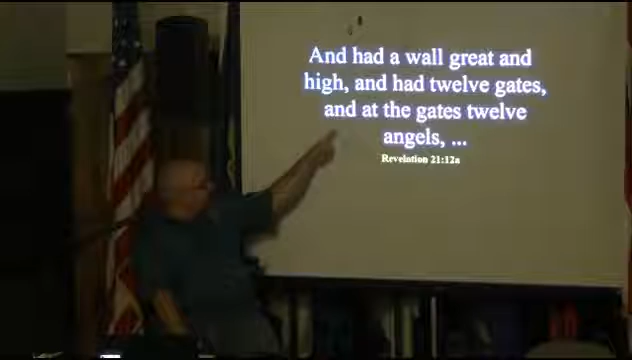 And had a wall great and
high, and had twelve gates,
and at the gates twelve
angels, ...
Revelation 21:12a